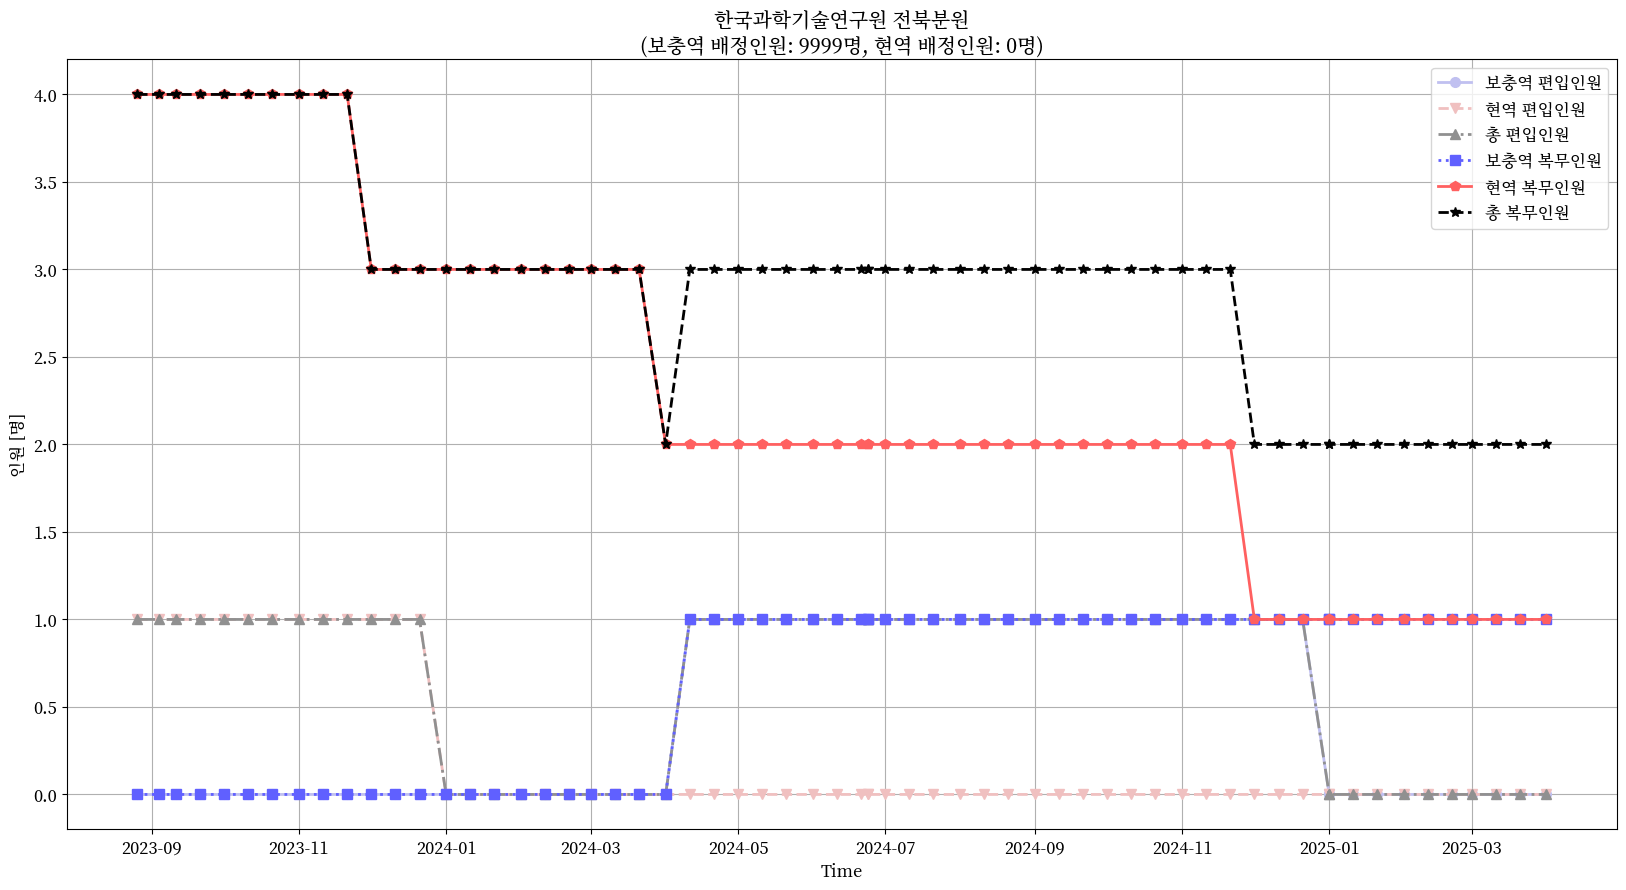 한국과학기술연구원 전북분원
(보충역 배정인원: 9999명, 현역 배정인원: 0명)
보충역 편입인원
현역 편입인원
총 편입인원
보충역 복무인원
현역 복무인원
총 복무인원
인원 [명]
4.0
3.5
3.0
2.5
2.0
1.5
1.0
0.5
0.0
2023-09 2023-11 2024-01 2024-03 2024-05 2024-07 2024-09 2024-11 2025-01 2025-03
Time